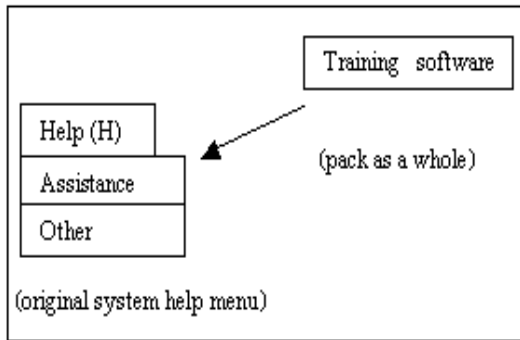 Training software
Help (H)
(pack as a whole)
Assistance
Other
(original system help menu)